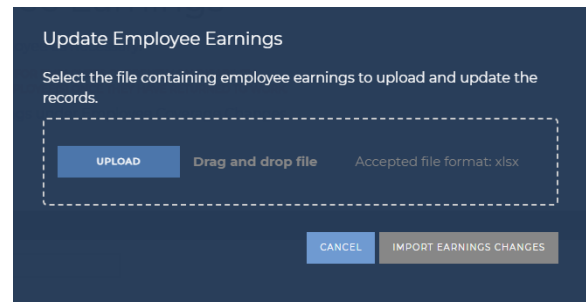 Update Employee Earnings
Select the file containing employee earnings to upload and update the
records.
UPLOAD Drag and drop file Accepted file format: xlsx
CANCEL IMPORT EARNINGS CHANGES